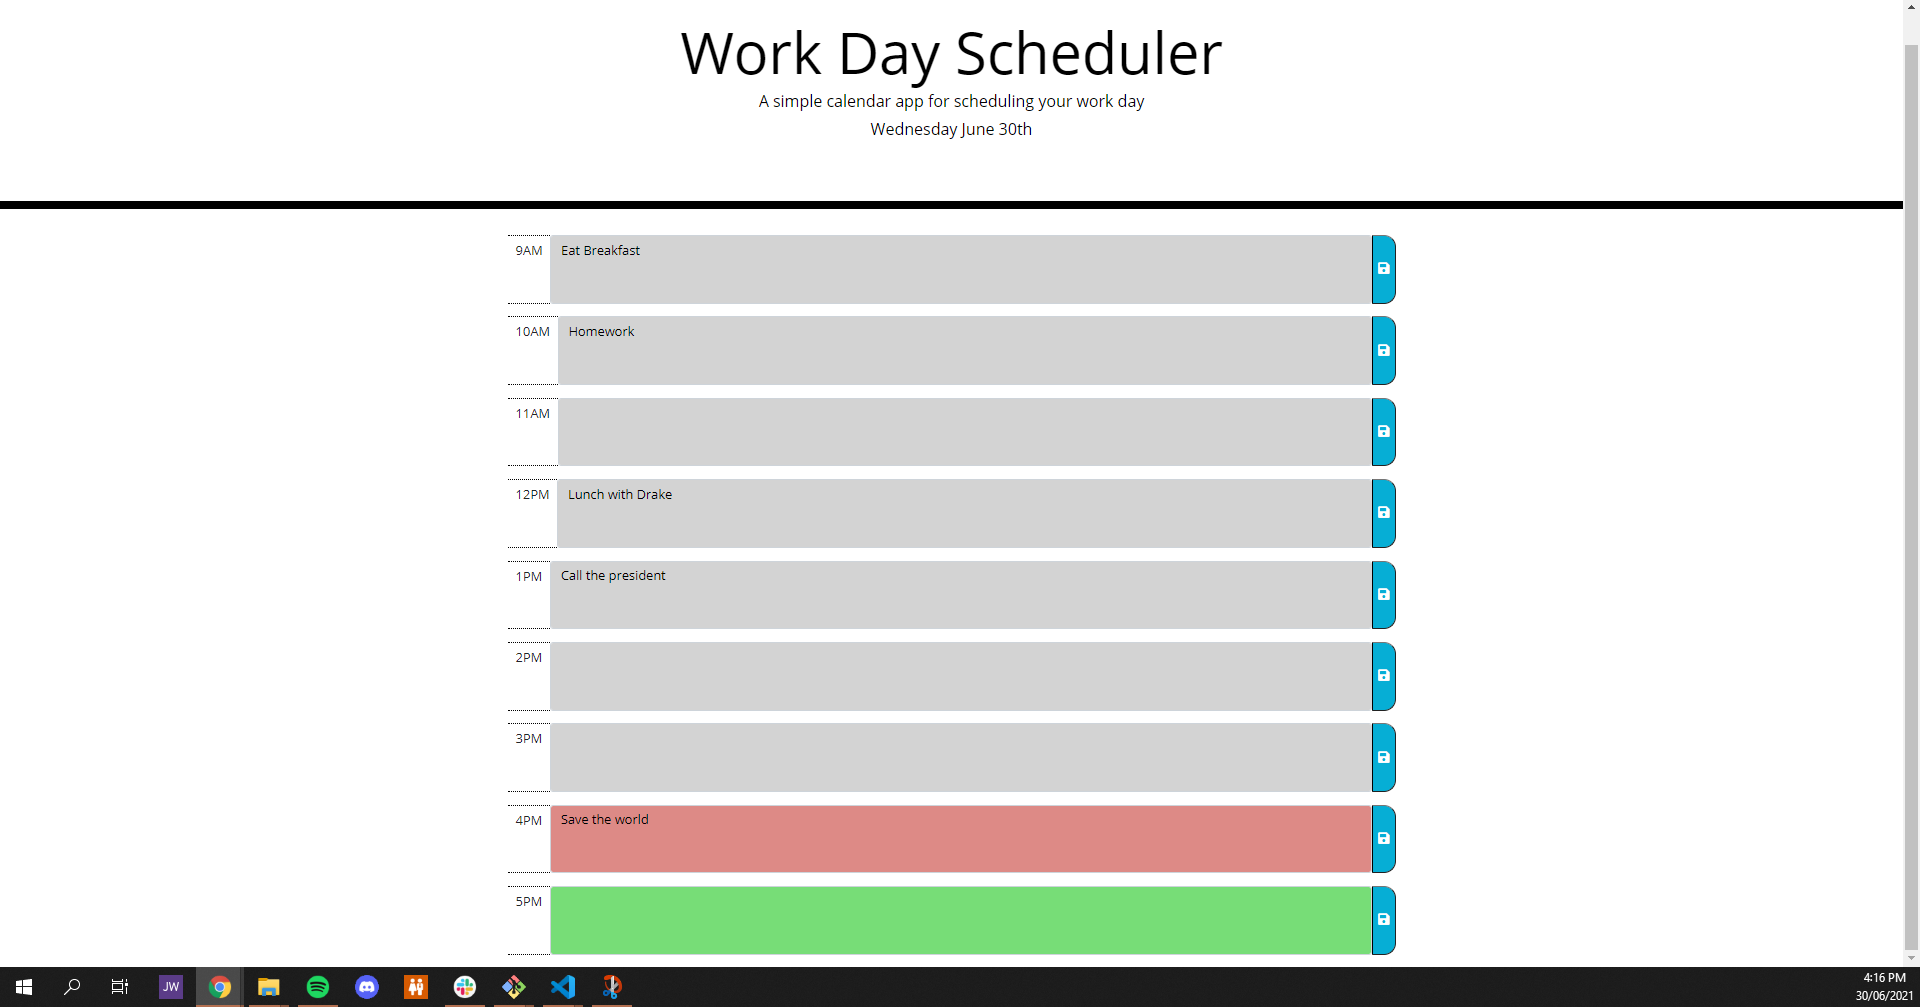 Work Day Scheduler
A simple calendar app for scheduling your work day
Wednesday June 30th
9AM Eat Breakfast
10AM Homework
11AM
12PM Lunch with Drake
1PM Call the president
2PM
3PM
4PM Save the world
5PM
JW
4:16 PM
30/06/2021